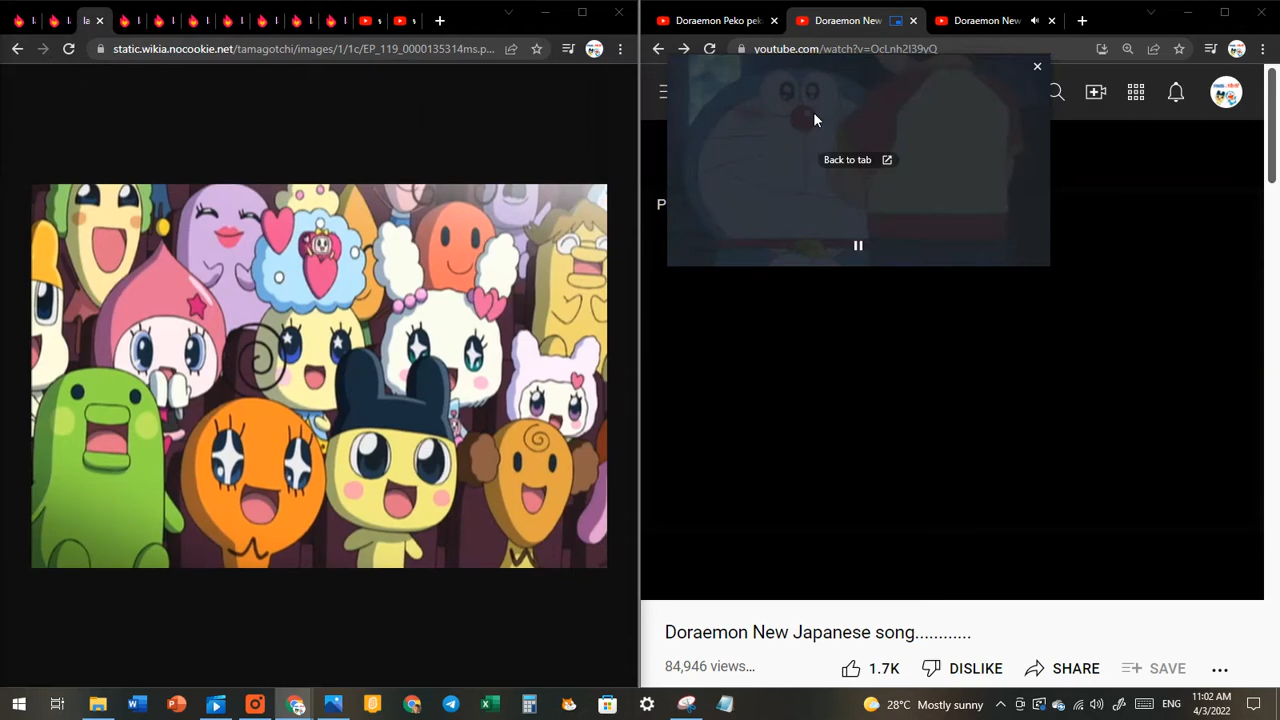 la
Doraemon Peko pek
Doraemon New
Doraemon New
static.wikia.nocookie.net/tamagotchi/images/1/1c/EP_119_0000135314ms.p...
youtube.com/watch?v=OcLnh2l39yQ
Back to tab
P
Doraemon New Japanese song............
84,946 views...
1.7K
DISLIKE
SHARE
SAVE
28°C Mostly sunny
ENG
11:02 AM
4/3/2022